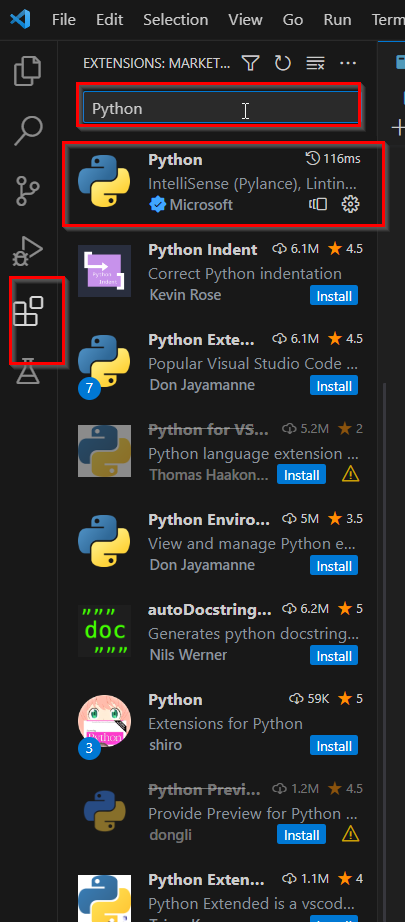 File Edit Selection View Go Run Term
EXTENSIONS: MARKET...
Python
Python 116ms
IntelliSense (Pylance), Lintin...
Microsoft
Python Indent 6.1M 4.5
Correct Python indentation
Kevin Rose Install
Python Exte... 6.1M 4.5
Popular Visual Studio Code ...
7 Don Jayamanne Install
Python for VS... 5.2M 2
Python language extension ...
Thomas Haakon... Install
Python Enviro... 5M 3.5
View and manage Python e...
Don Jayamanne Install
autoDocstring... 6.2M 5
Generates python docstring...
"""
doc
"""
Nils Werner Install
Python 59K 5
Extensions for Python
Python
3 shiro Install
Python Previ... 1.2M 4.5
Provide Preview for Python ...
dongli Install
Python Exten... 1.1M 4
Python Extended is a vscod...